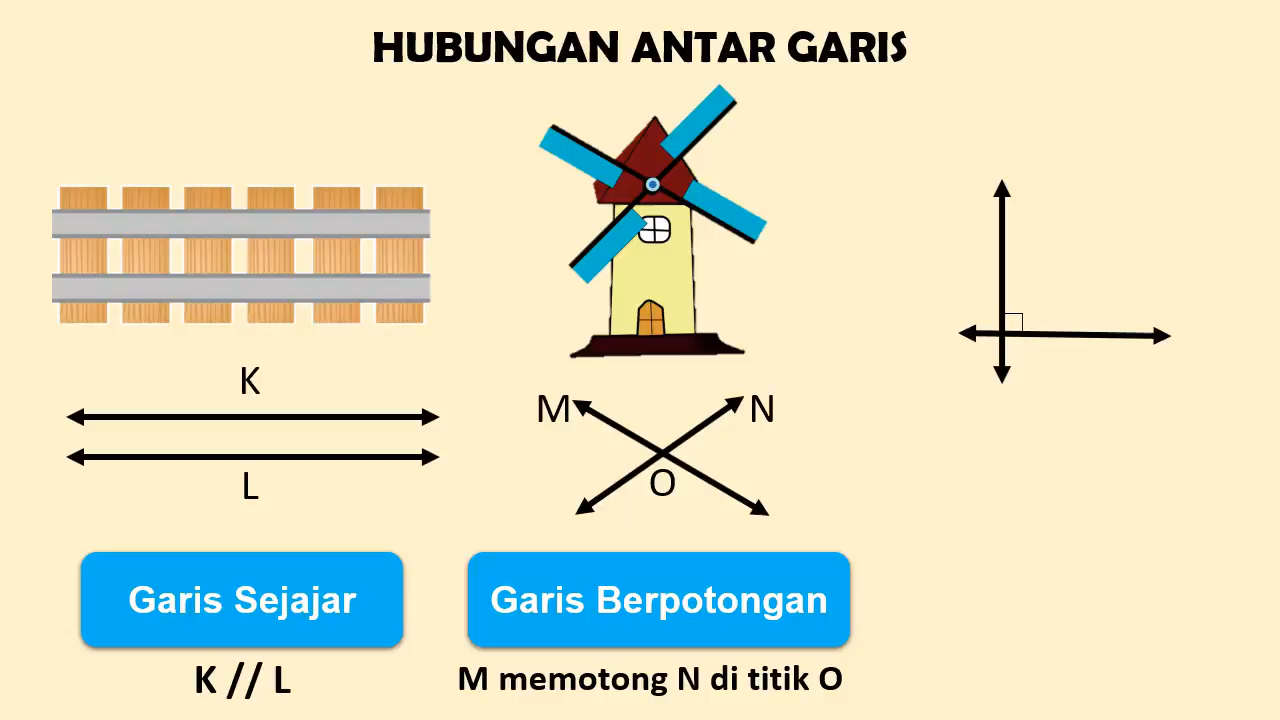 HUBUNGAN ANTAR GARIS
K
L
M
N
O
Garis Sejajar
Garis Berpotongan
K // L
M memotong N di titik O